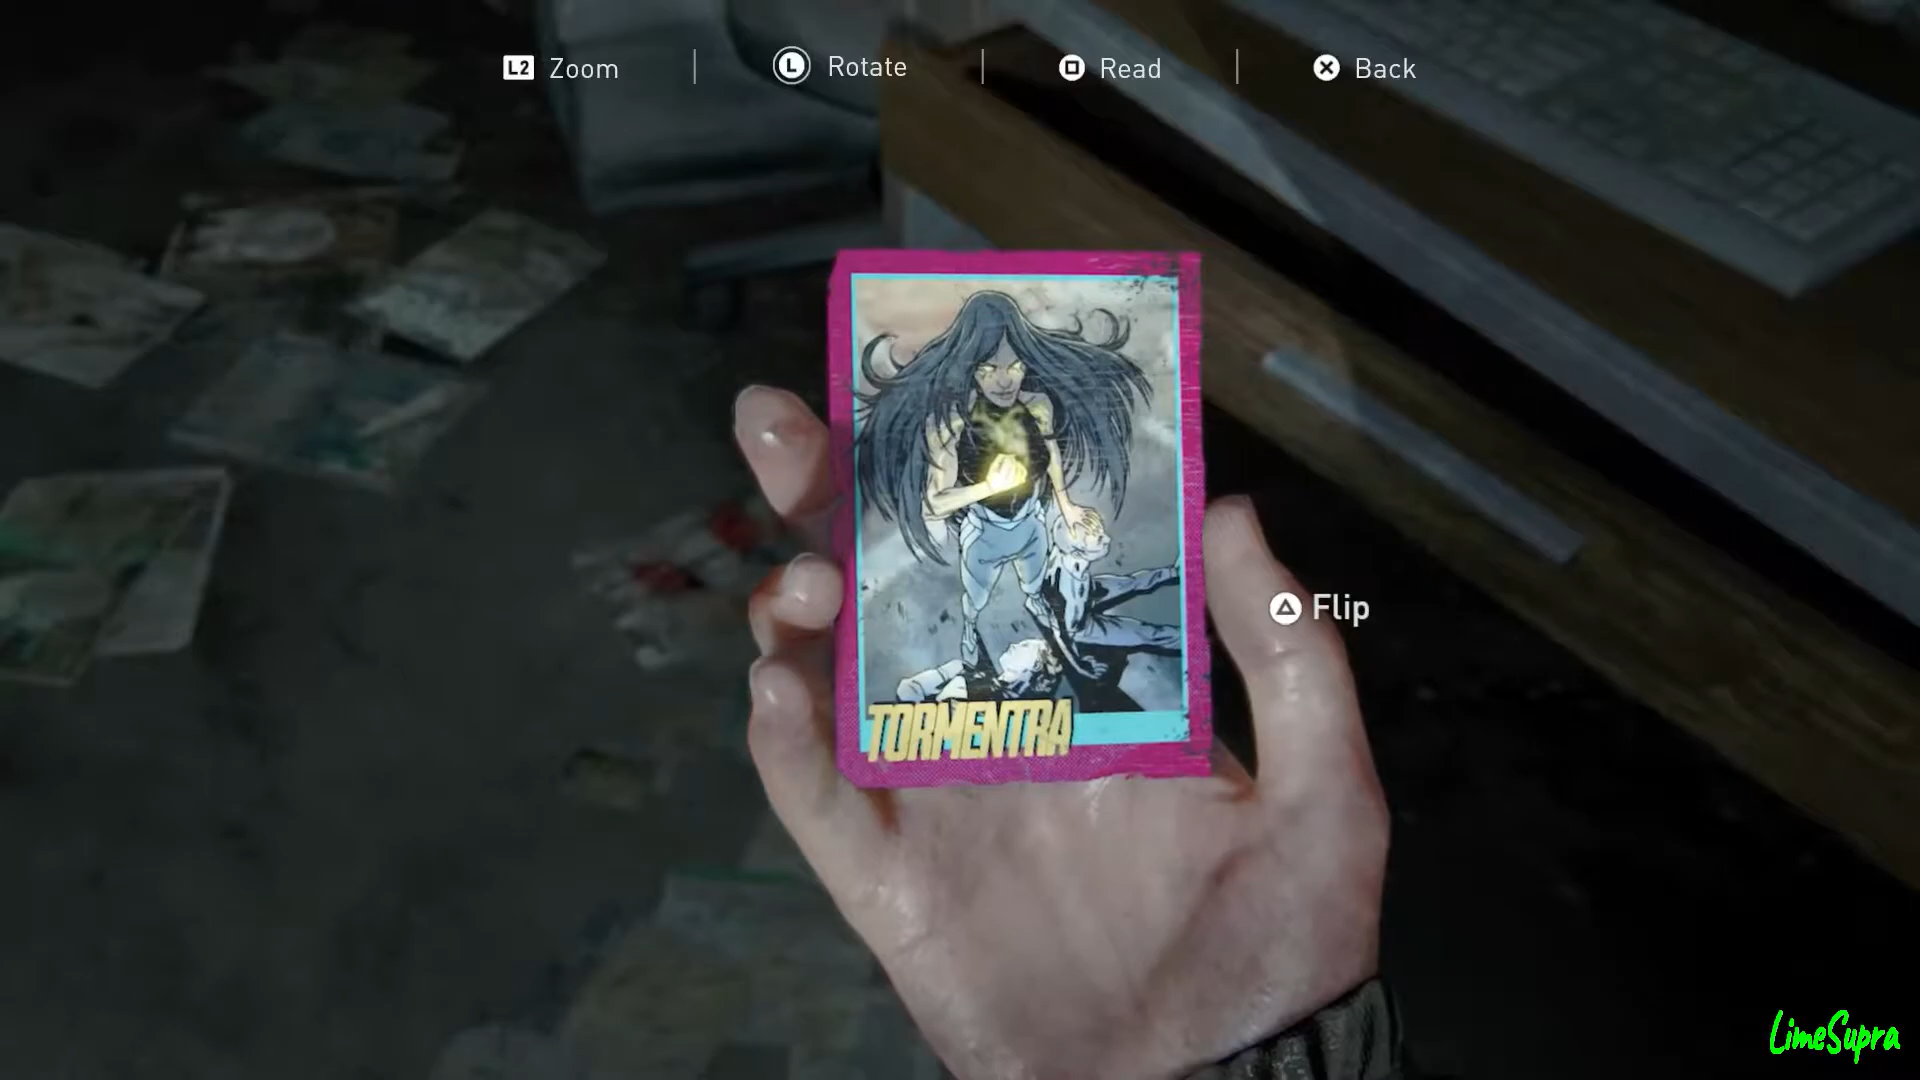 L2 Zoom
L Rotate
Read
Back
Flip
TORMENTRA
LimeSupra